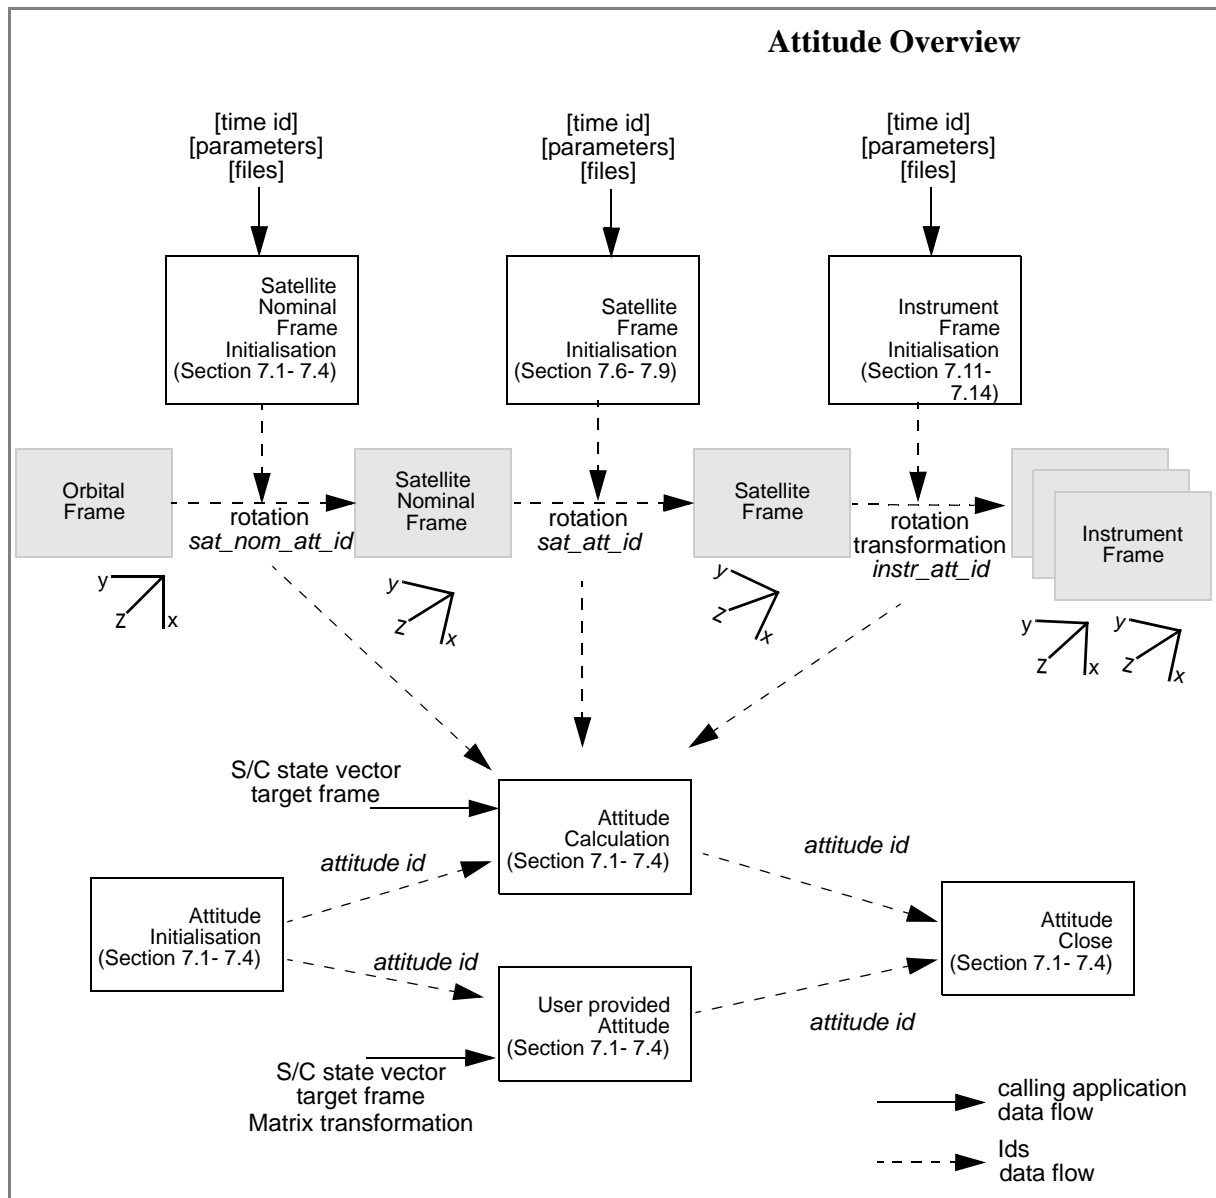 Attitude Overview
[time id]
[parameters]
[files]
[time id]
[parameters]
[files]
[time id]
[parameters]
[files]
Satellite
Nominal
Frame
Initialisation
(Section 7.1- 7.4)
Satellite
Frame
Initialisation
(Section 7.6- 7.9)
Instrument
Frame
Initialisation
(Section 7.11-
7.14)
Orbital
Frame
rotation
sat_nom_att_id
Satellite
Nominal
Frame
rotation
sat_att_id
Satellite
Frame
rotation
transformation
instr_att_id
Instrument
Frame
y
z
x
y
z
x
y
z
x
y
z
x
y
z
x
S/C state vector
target frame
Attitude
Calculation
(Section 7.1- 7.4)
attitude id
attitude id
Attitude
Initialisation
(Section 7.1- 7.4)
Attitude
Close
(Section 7.1- 7.4)
attitude id
User provided
Attitude
(Section 7.1- 7.4)
attitude id
S/C state vector
target frame
Matrix transformation
calling application
data flow
Ids
data flow